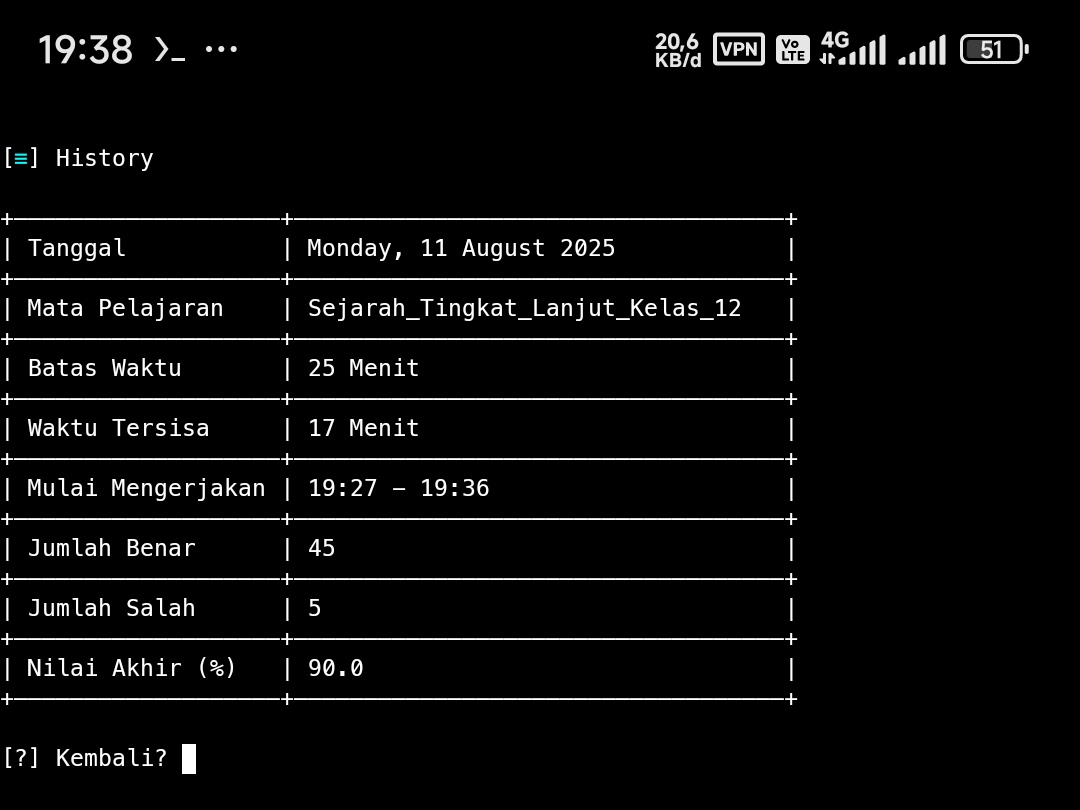 19:38 ›_ ··· 20,6 KB/d VPN Vo LTE 4G 51
[≡] History
+-------------------+-----------------------------------+
| Tanggal | Monday, 11 August 2025 |
+-------------------+-----------------------------------+
| Mata Pelajaran | Sejarah_Tingkat_Lanjut_Kelas_12 |
+-------------------+-----------------------------------+
| Batas Waktu | 25 Menit |
+-------------------+-----------------------------------+
| Waktu Tersisa | 17 Menit |
+-------------------+-----------------------------------+
| Mulai Mengerjakan | 19:27 – 19:36 |
+-------------------+-----------------------------------+
| Jumlah Benar | 45 |
+-------------------+-----------------------------------+
| Jumlah Salah | 5 |
+-------------------+-----------------------------------+
| Nilai Akhir (%) | 90.0 |
+-------------------+-----------------------------------+
[?] Kembali?